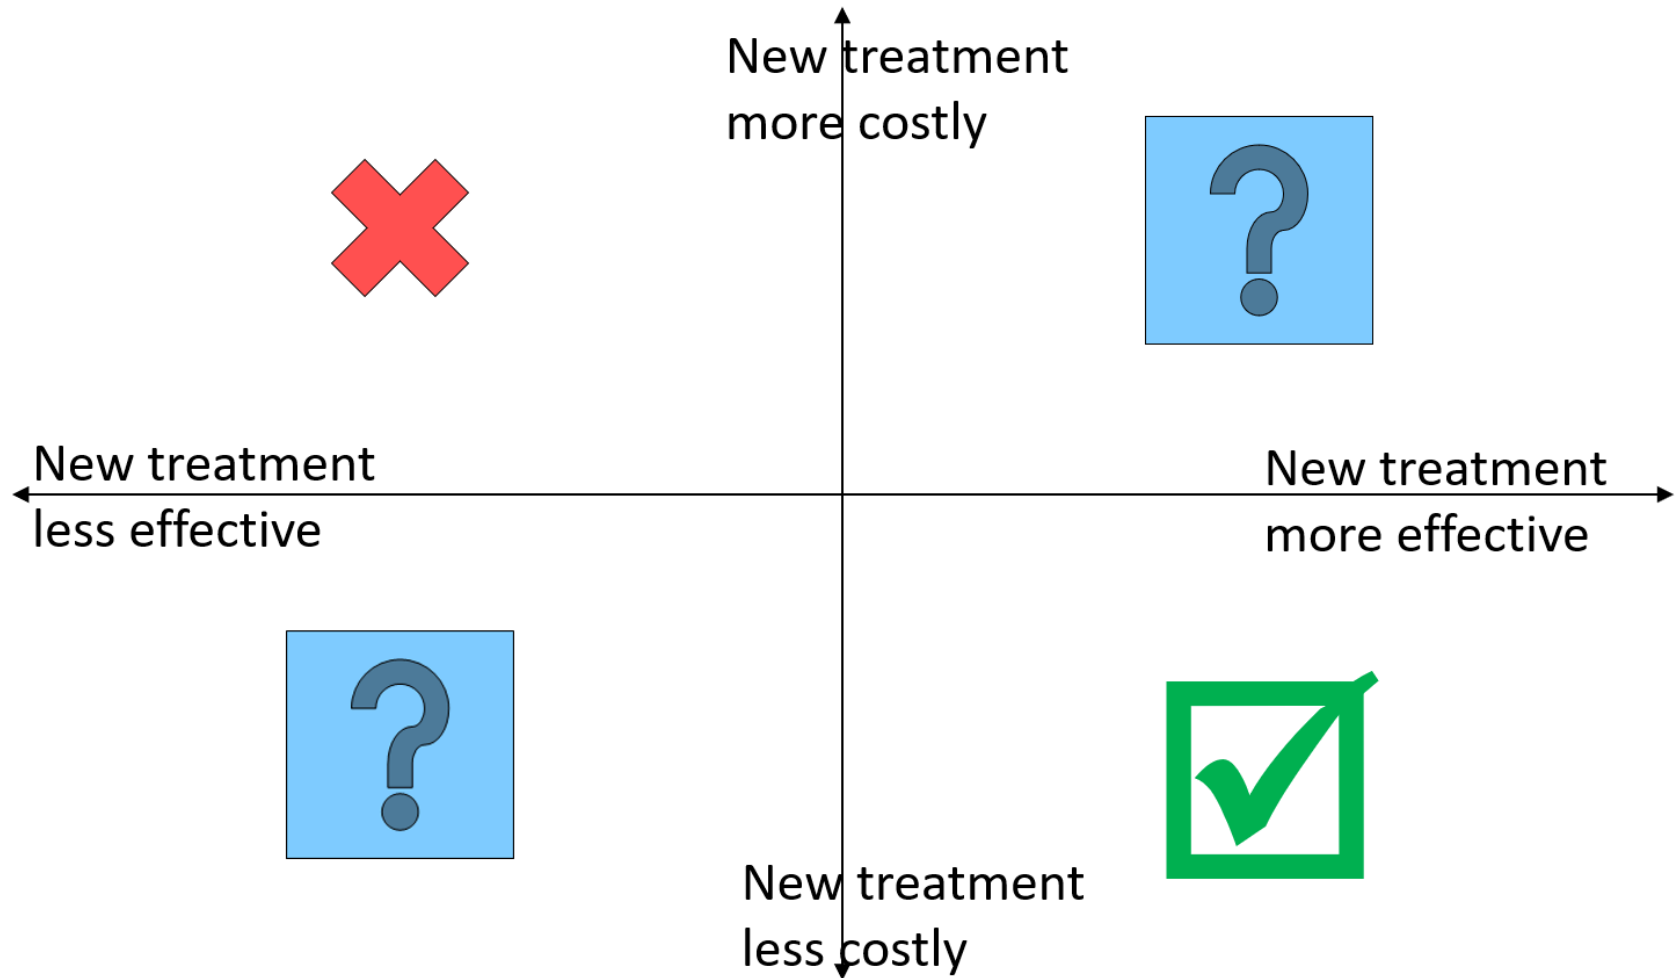 New treatment
more costly
New treatment
less effective
New treatment
more effective
New treatment
less costly